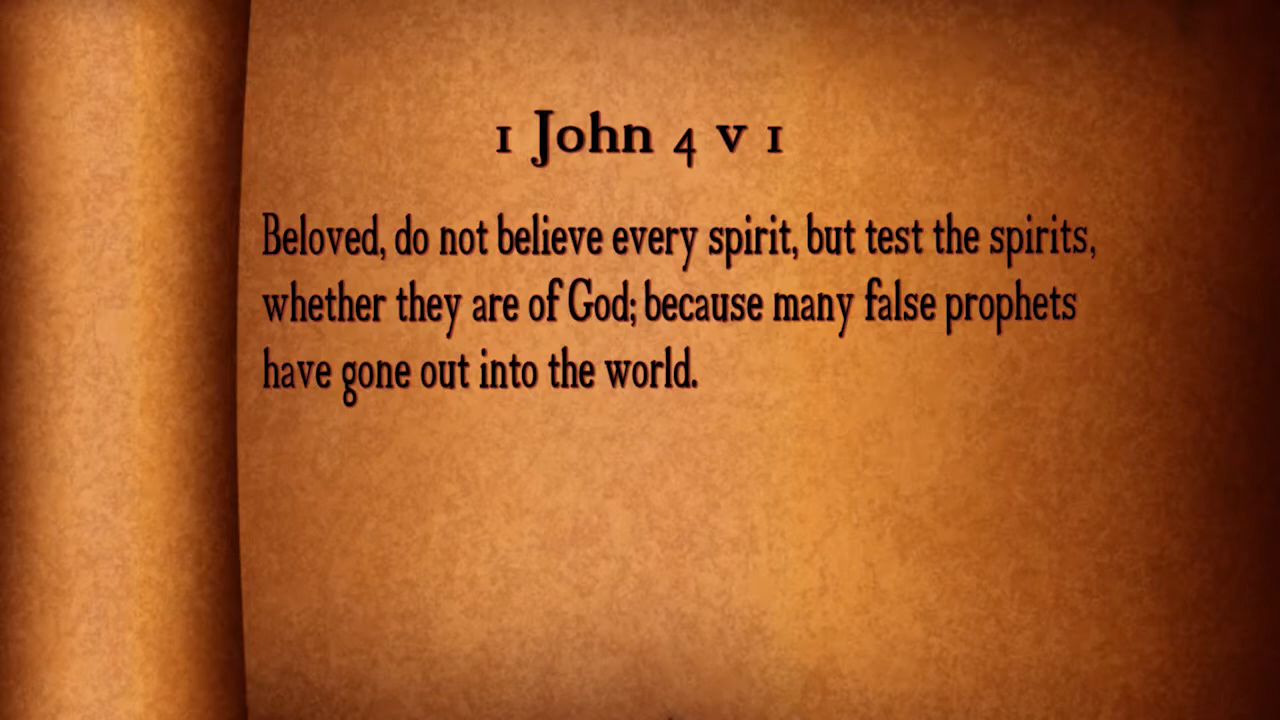 1 John 4 v 1
Beloved, do not believe every spirit, but test the spirits,
whether they are of God; because many false prophets
have gone out into the world.